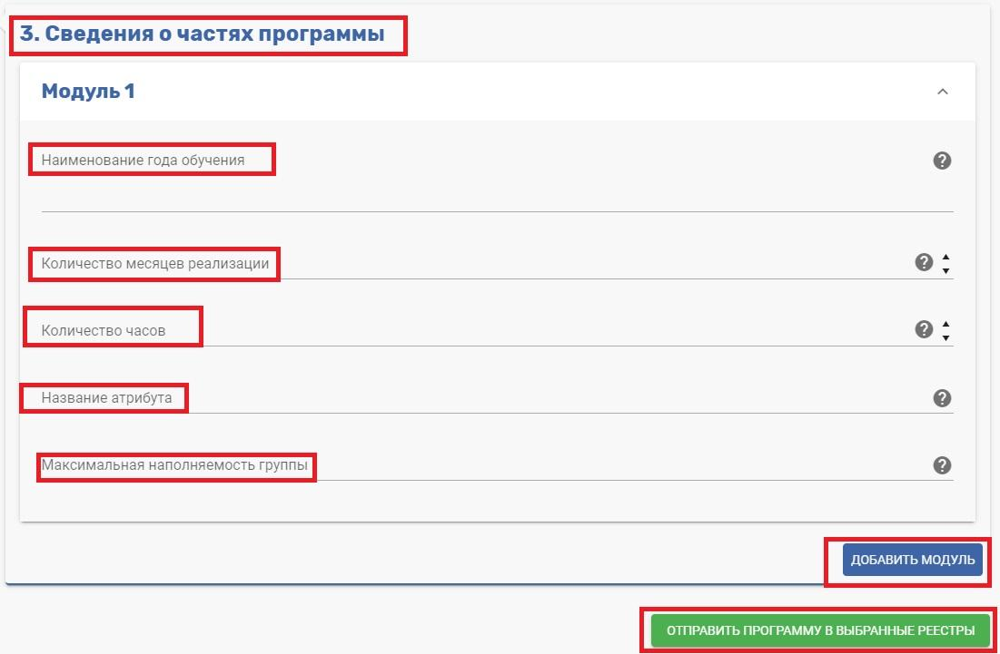 3. Сведения о частях программы
Модуль 1
Наименование года обучения
?
Количество месяцев реализации
?
Количество часов
?
Название атрибута
?
Максимальная наполняемость группы
?
ДОБАВИТЬ МОДУЛЬ
ОТПРАВИТЬ ПРОГРАММУ В ВЫБРАННЫЕ РЕЕСТРЫ